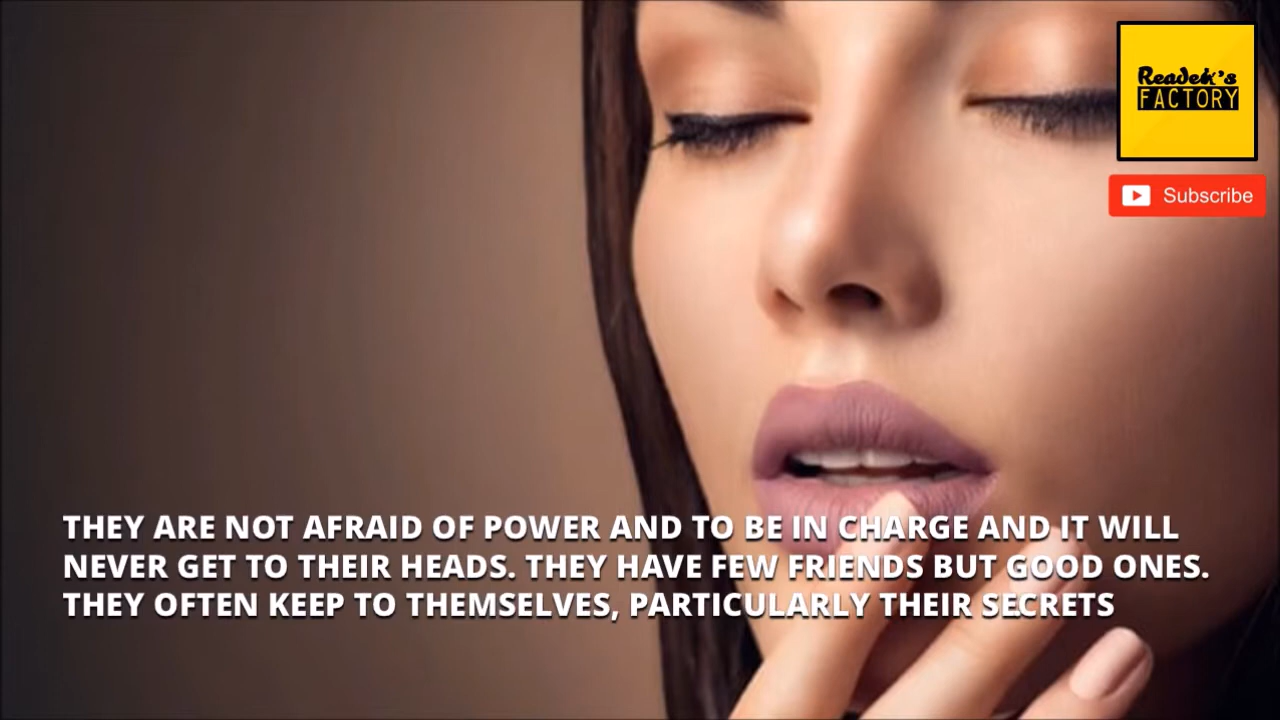 Readek's
FACTORY
Subscribe
THEY ARE NOT AFRAID OF POWER AND TO BE IN CHARGE AND IT WILL
NEVER GET TO THEIR HEADS. THEY HAVE FEW FRIENDS BUT GOOD ONES.
THEY OFTEN KEEP TO THEMSELVES, PARTICULARLY THEIR SECRETS